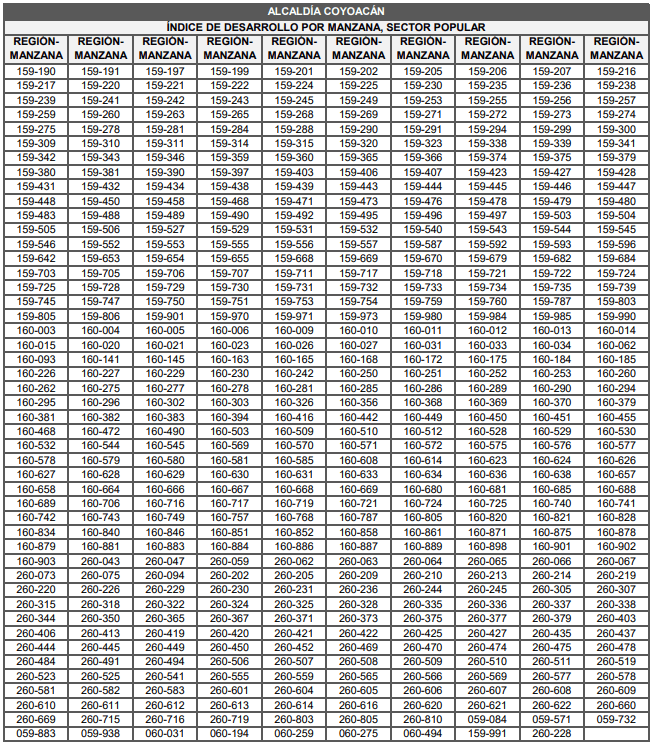 ALCALDÍA COYOACÁN
ÍNDICE DE DESARROLLO POR MANZANA, SECTOR POPULAR
REGIÓN- REGIÓN- REGIÓN- REGIÓN- REGIÓN- REGIÓN- REGIÓN- REGIÓN- REGIÓN- REGIÓN-
MANZANA MANZANA MANZANA MANZANA MANZANA MANZANA MANZANA MANZANA MANZANA MANZANA
159-190 159-191 159-197 159-199 159-201 159-202 159-205 159-206 159-207 159-216
159-217 159-220 159-221 159-222 159-224 159-225 159-230 159-235 159-236 159-238
159-239 159-241 159-242 159-243 159-245 159-249 159-253 159-255 159-256 159-257
159-259 159-260 159-263 159-265 159-268 159-269 159-271 159-272 159-273 159-274
159-275 159-278 159-281 159-284 159-288 159-290 159-291 159-294 159-299 159-300
159-309 159-310 159-311 159-314 159-315 159-320 159-323 159-338 159-339 159-341
159-342 159-343 159-346 159-359 159-360 159-365 159-366 159-374 159-375 159-379
159-380 159-381 159-390 159-397 159-403 159-406 159-407 159-423 159-427 159-428
159-431 159-432 159-434 159-438 159-439 159-443 159-444 159-445 159-446 159-447
159-448 159-450 159-458 159-468 159-471 159-473 159-476 159-478 159-479 159-480
159-483 159-488 159-489 159-490 159-492 159-495 159-496 159-497 159-503 159-504
159-505 159-506 159-527 159-529 159-531 159-532 159-540 159-543 159-544 159-545
159-546 159-552 159-553 159-555 159-556 159-557 159-587 159-592 159-593 159-596
159-642 159-653 159-654 159-655 159-668 159-669 159-670 159-679 159-682 159-684
159-703 159-705 159-706 159-707 159-711 159-717 159-718 159-721 159-722 159-724
159-725 159-728 159-729 159-730 159-731 159-732 159-733 159-734 159-735 159-739
159-745 159-747 159-750 159-751 159-753 159-754 159-759 159-760 159-787 159-803
159-805 159-806 159-901 159-970 159-971 159-973 159-980 159-984 159-985 159-990
160-003 160-004 160-005 160-006 160-009 160-010 160-011 160-012 160-013 160-014
160-015 160-020 160-021 160-023 160-026 160-027 160-031 160-033 160-034 160-062
160-093 160-141 160-145 160-163 160-165 160-168 160-172 160-175 160-184 160-185
160-226 160-227 160-229 160-230 160-242 160-250 160-251 160-252 160-253 160-260
160-262 160-275 160-277 160-278 160-281 160-285 160-286 160-289 160-290 160-294
160-295 160-296 160-302 160-303 160-326 160-356 160-368 160-369 160-370 160-379
160-381 160-382 160-383 160-394 160-416 160-442 160-449 160-450 160-451 160-455
160-468 160-472 160-490 160-503 160-509 160-510 160-512 160-528 160-529 160-530
160-532 160-544 160-545 160-569 160-570 160-571 160-572 160-575 160-576 160-577
160-578 160-579 160-580 160-581 160-585 160-608 160-614 160-623 160-624 160-626
160-627 160-628 160-629 160-630 160-631 160-633 160-634 160-636 160-638 160-657
160-658 160-664 160-666 160-667 160-668 160-669 160-680 160-681 160-685 160-688
160-689 160-706 160-716 160-717 160-719 160-721 160-724 160-725 160-740 160-741
160-742 160-743 160-749 160-757 160-768 160-787 160-805 160-820 160-821 160-828
160-834 160-840 160-846 160-851 160-852 160-858 160-861 160-871 160-875 160-878
160-879 160-881 160-883 160-884 160-886 160-887 160-889 160-898 160-901 160-902
160-903 260-043 260-047 260-059 260-062 260-063 260-064 260-065 260-066 260-067
260-073 260-075 260-094 260-202 260-205 260-209 260-210 260-213 260-214 260-219
260-220 260-226 260-229 260-230 260-231 260-236 260-244 260-245 260-305 260-307
260-315 260-318 260-322 260-324 260-325 260-328 260-335 260-336 260-337 260-338
260-344 260-350 260-365 260-367 260-371 260-373 260-375 260-377 260-379 260-403
260-406 260-413 260-419 260-420 260-421 260-422 260-425 260-427 260-435 260-437
260-444 260-445 260-449 260-450 260-452 260-469 260-470 260-474 260-475 260-478
260-484 260-491 260-494 260-506 260-507 260-508 260-509 260-510 260-511 260-519
260-523 260-525 260-541 260-555 260-559 260-565 260-566 260-569 260-577 260-578
260-581 260-582 260-583 260-601 260-604 260-605 260-606 260-607 260-608 260-609
260-610 260-611 260-612 260-613 260-614 260-616 260-620 260-621 260-622 260-660
260-669 260-715 260-716 260-719 260-803 260-805 260-810 059-084 059-571 059-732
059-883 059-938 060-031 060-194 060-259 060-275 060-494 159-991 260-228